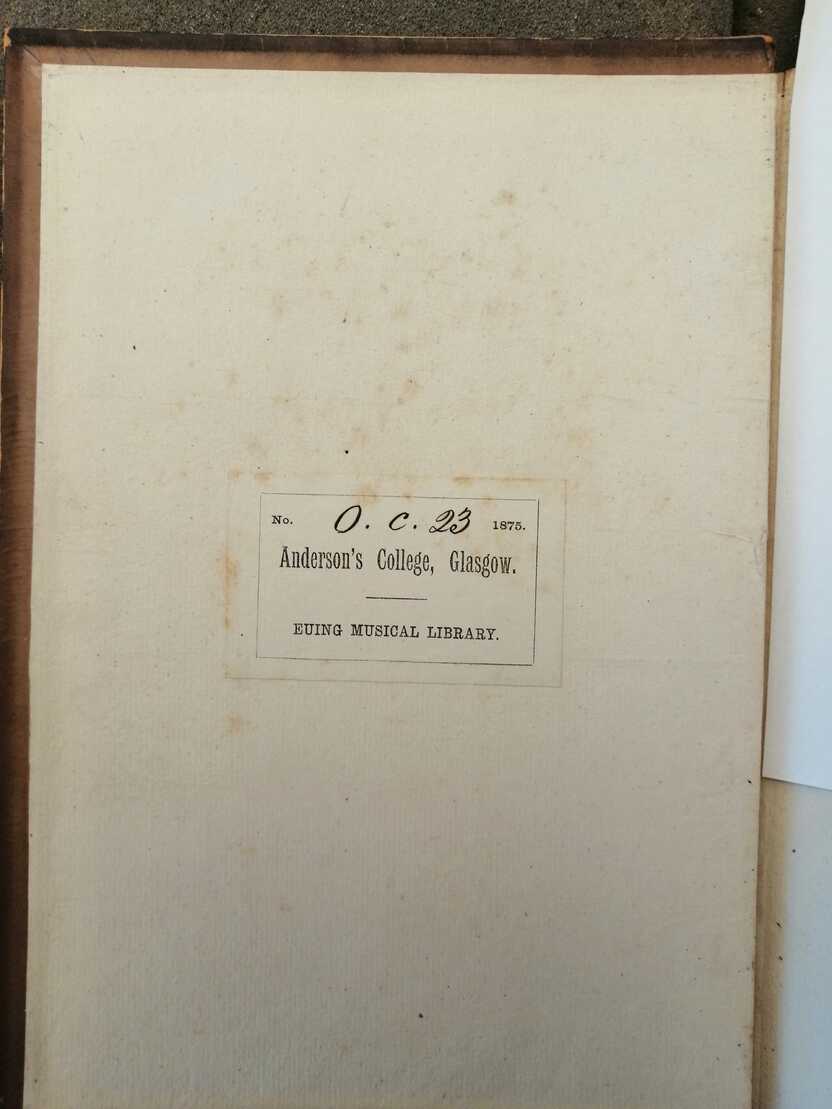 No. O. C. 23 1875.
Anderson's College, Glasgow.
EUING MUSICAL LIBRARY.